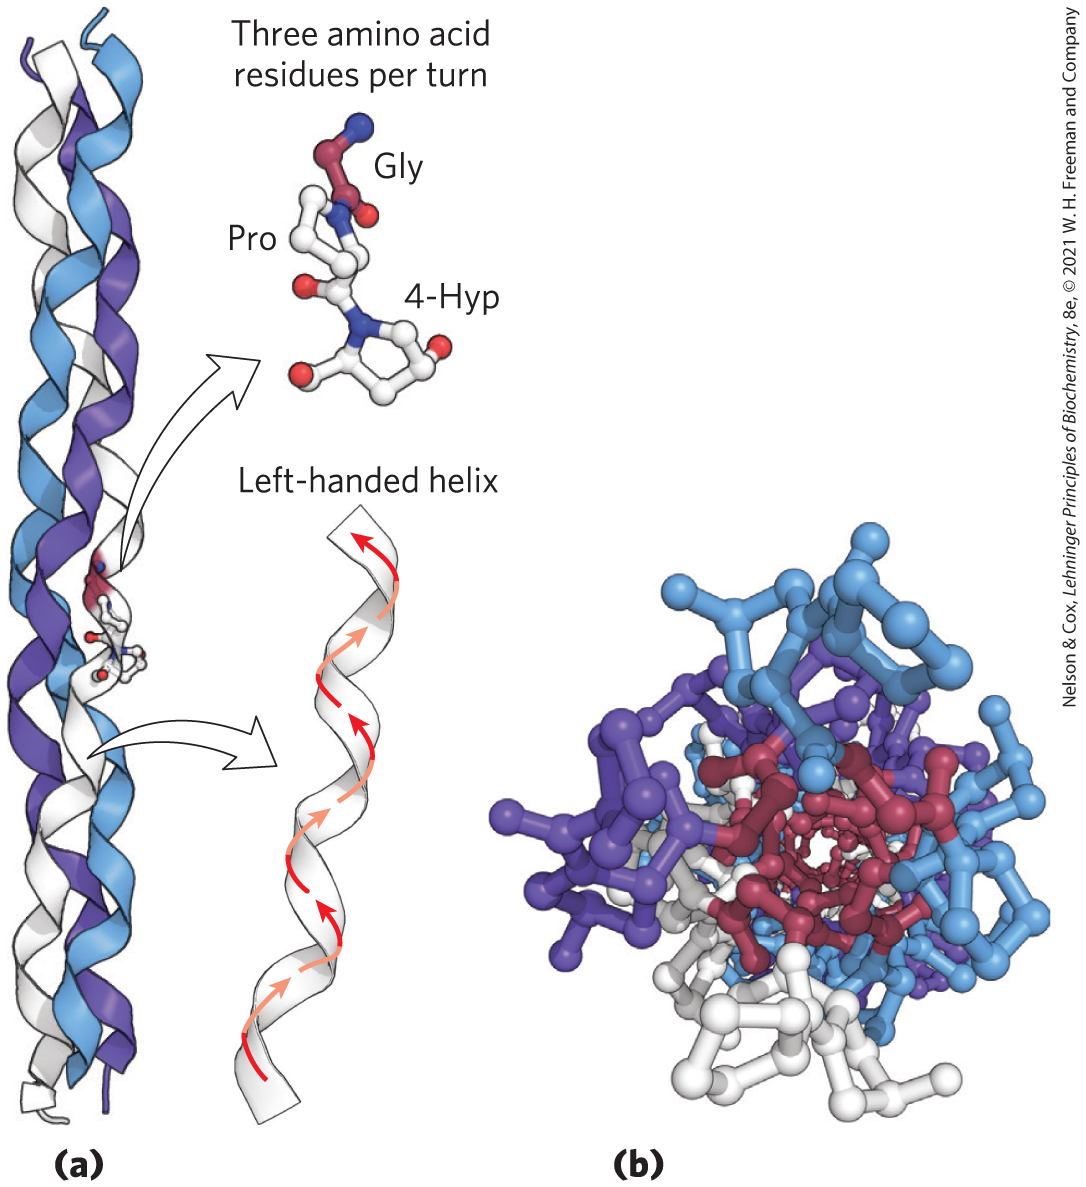 Three amino acid
residues per turn
Gly
Pro
4-Hyp
Left-handed helix
(a)
(b)
Nelson & Cox, Lehninger Principles of Biochemistry, 8e, © 2021 W. H. Freeman and Company